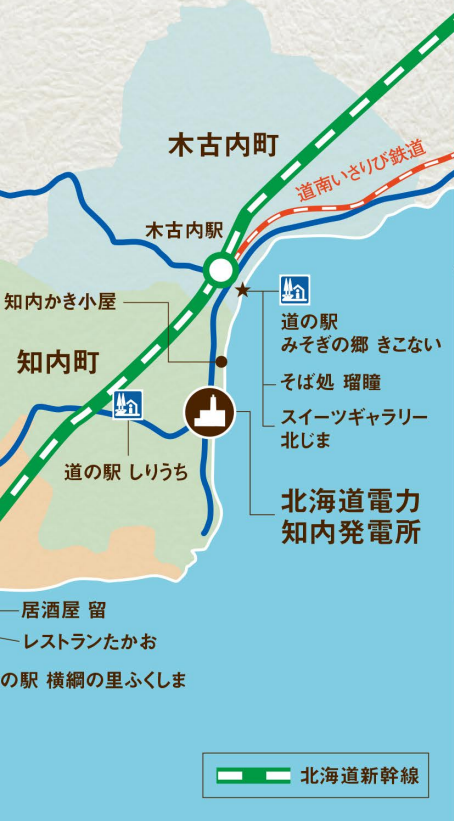 木古内町
道南いさりび鉄道
木古内駅
知内かき小屋
道の駅
みそぎの郷 きこない
知内町
そば処 瑠瞳
スイーツギャラリー
北じま
道の駅 しりうち
北海道電力
知内発電所
居酒屋 留
レストランたかお
の駅 横綱の里ふくしま
北海道新幹線